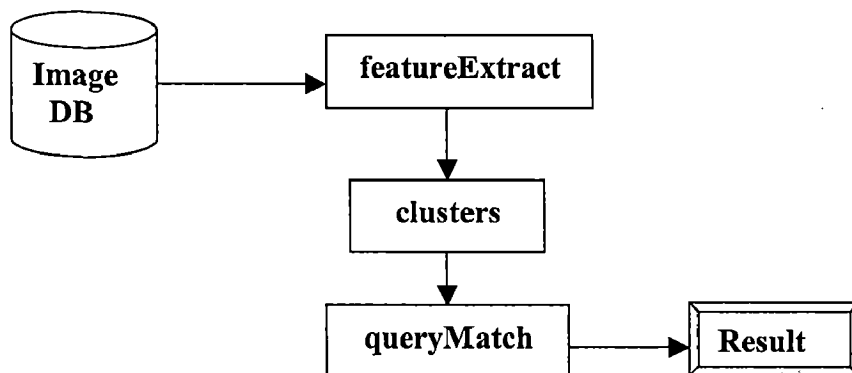 Image
DB
featureExtract
clusters
queryMatch
Result